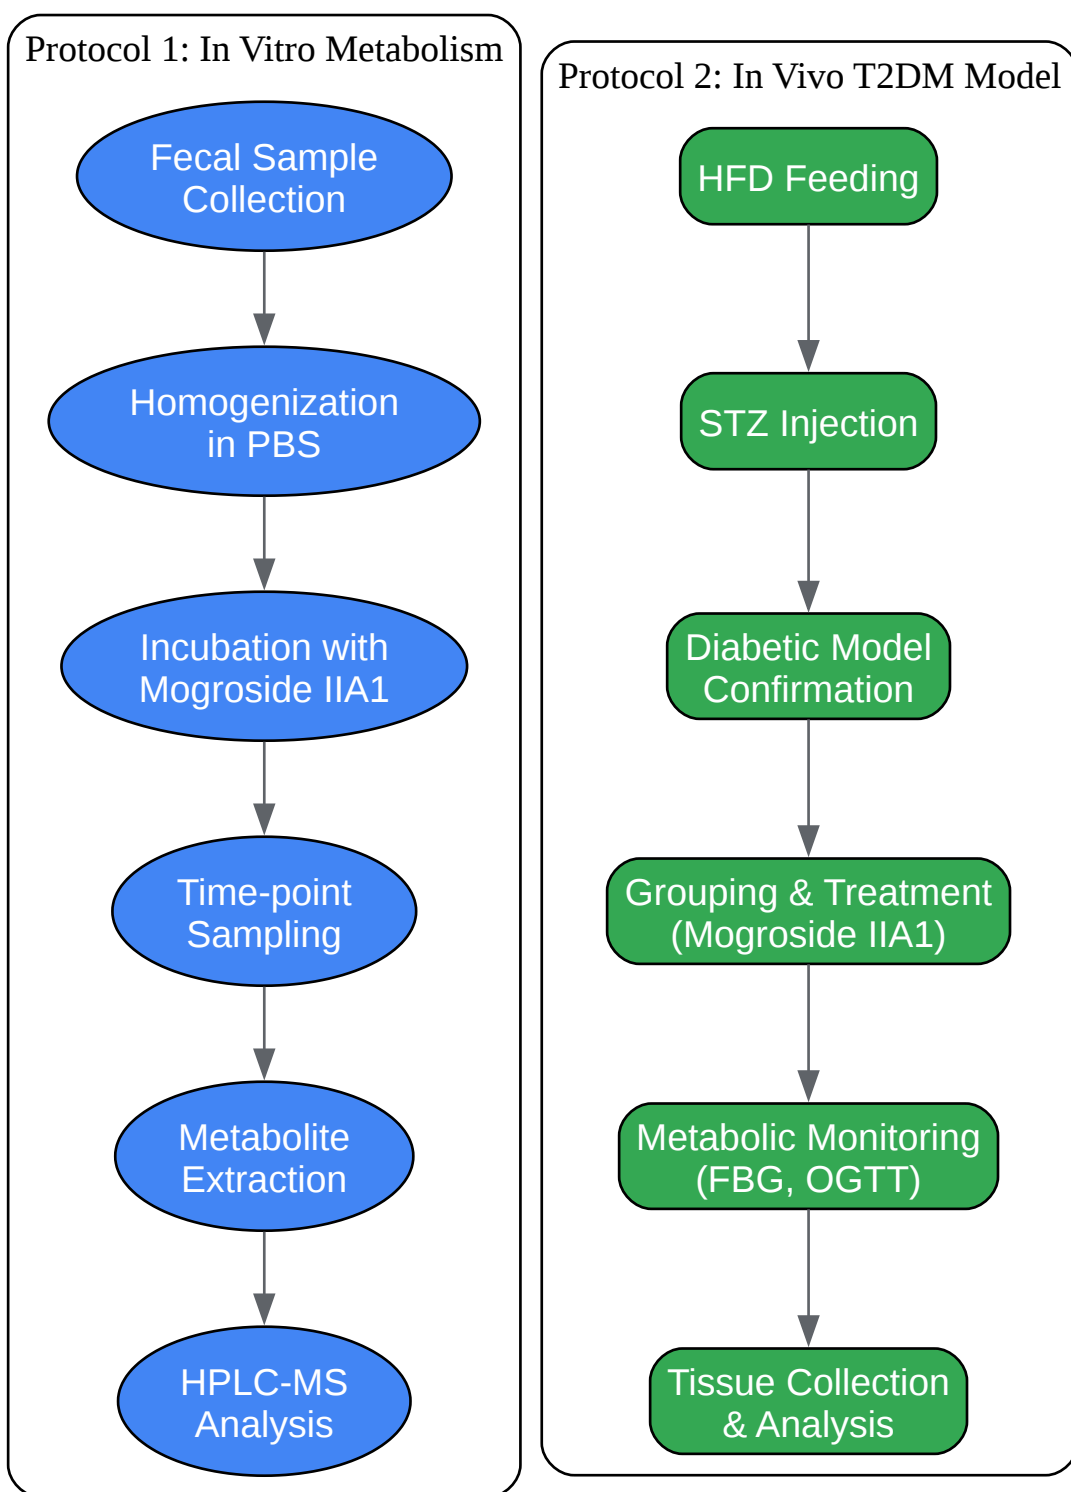 Protocol 1: In Vitro Metabolism
Fecal Sample
Collection
Homogenization
in PBS
Incubation with
Mogroside IIA1
Time-point
Sampling
Metabolite
Extraction
HPLC-MS
Analysis
Protocol 2: In Vivo T2DM Model
HFD Feeding
STZ Injection
Diabetic Model
Confirmation
Grouping & Treatment
(Mogroside IIA1)
Metabolic Monitoring
(FBG, OGTT)
Tissue Collection
& Analysis